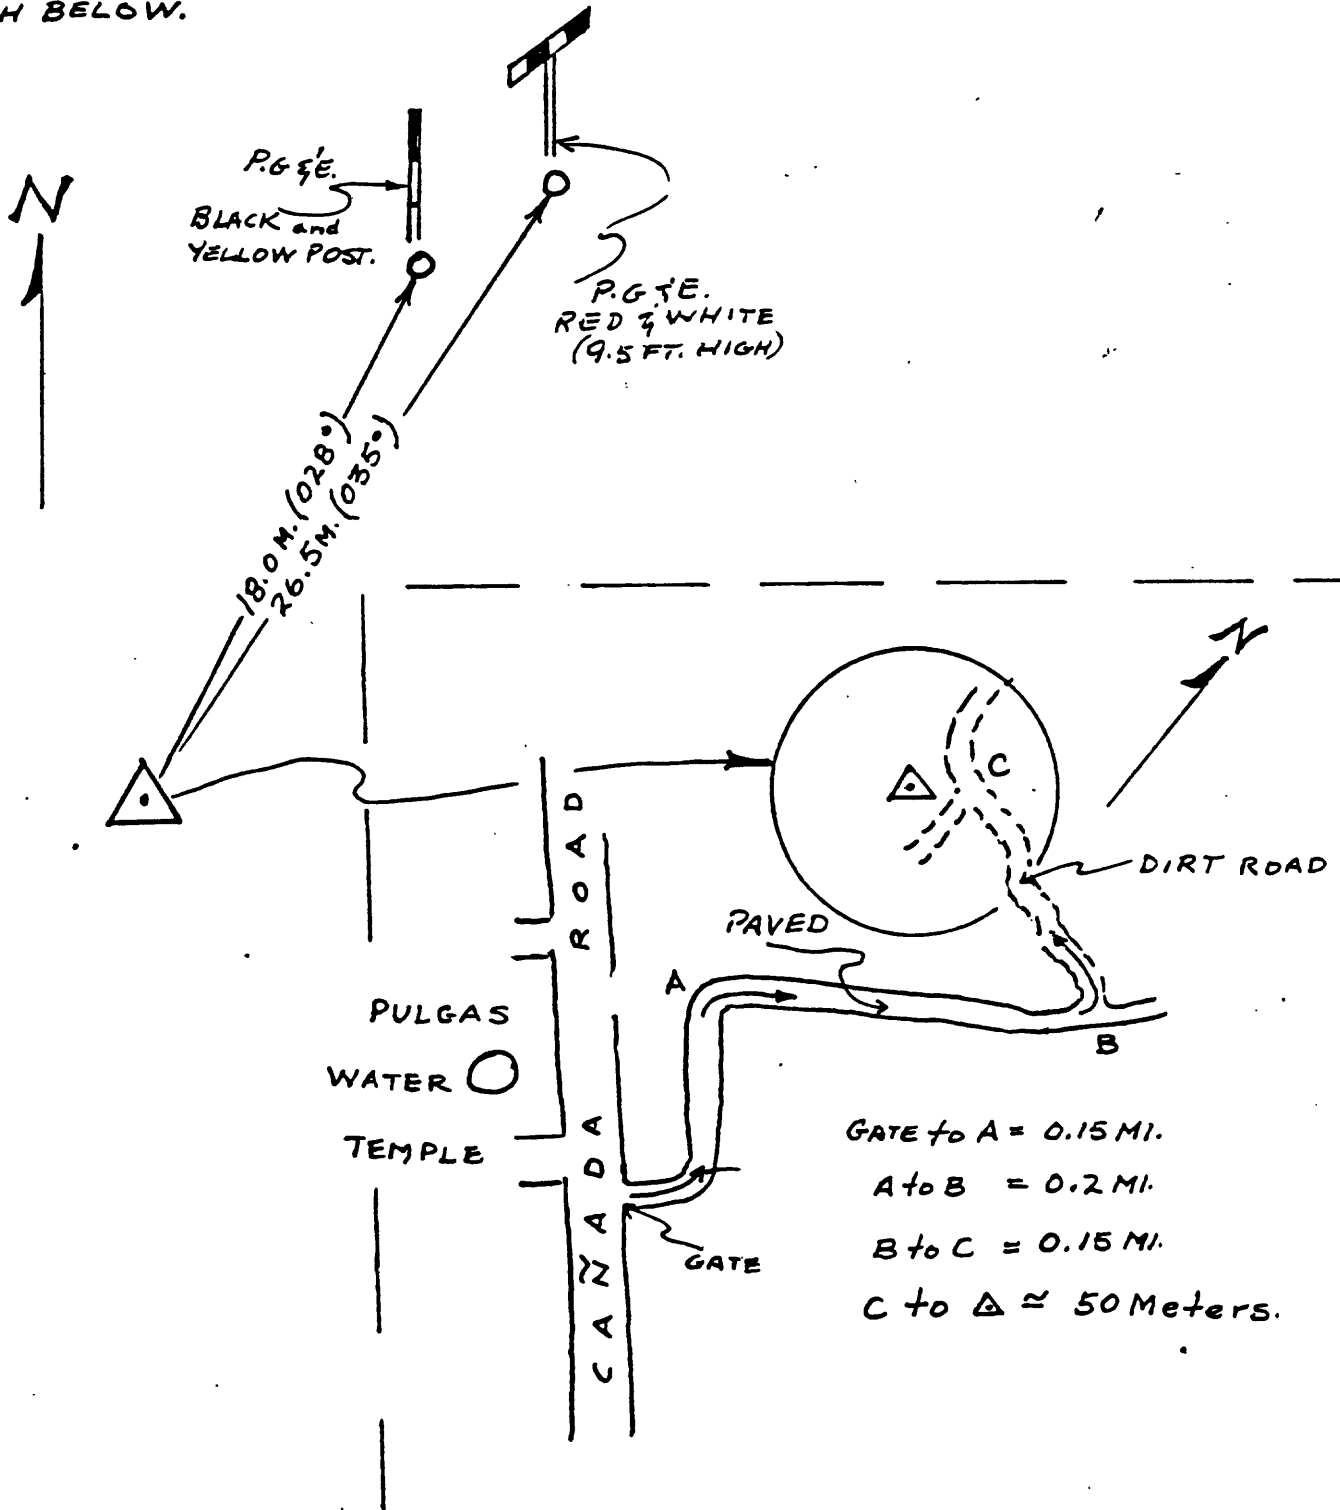 H BELOW.
N
P.G &E.
BLACK and
YELLOW POST.
P.G &E.
RED & WHITE
(9.5 FT. HIGH)
18.0 M. (028°)
26.5 M. (035°)
N
C
DIRT ROAD
PAVED
A
B
CAÑADA ROAD
PULGAS
WATER
TEMPLE
GATE
GATE to A = 0.15 MI.
A to B = 0.2 MI.
B to C = 0.15 MI.
C to △ ≃ 50 Meters.